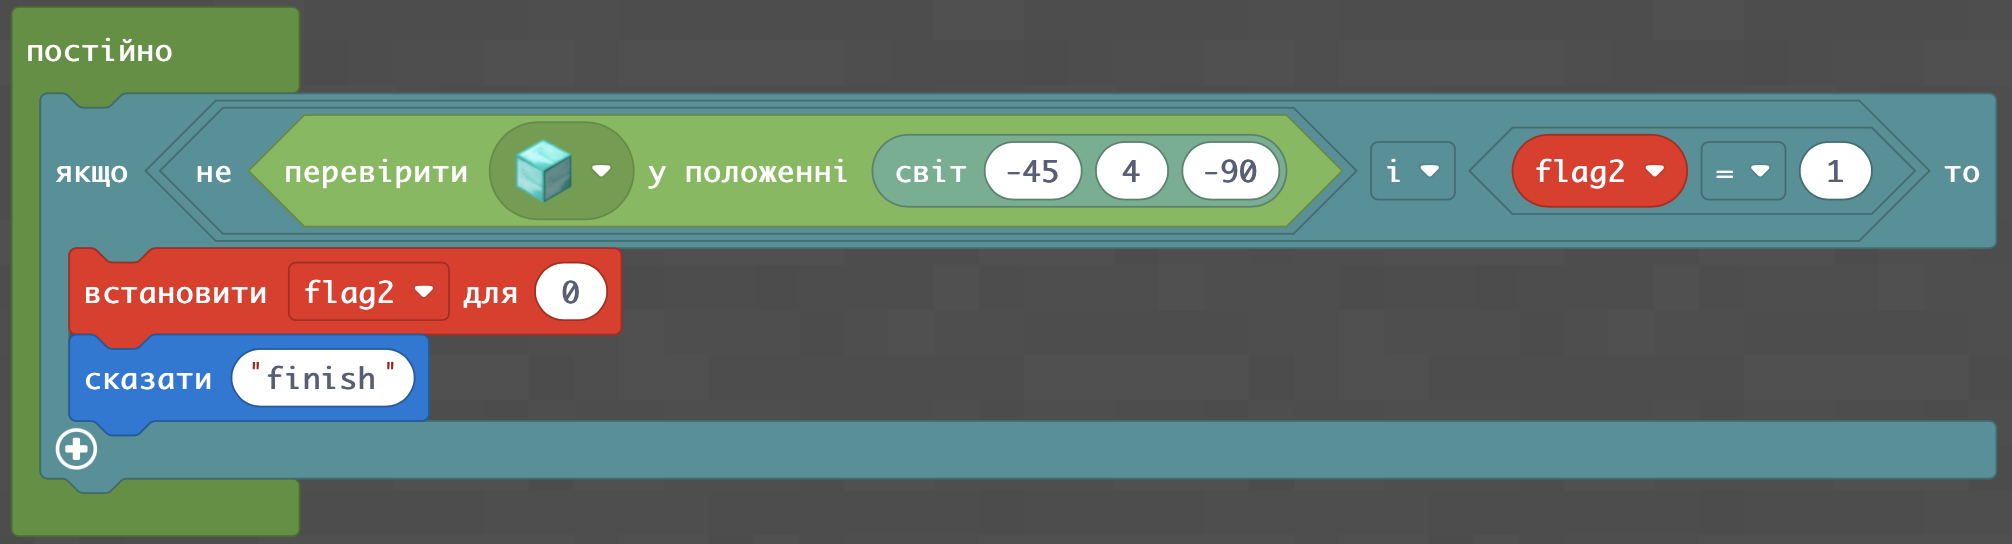 постійно
якщо не перевірити у положенні світ -45 4 -90 і flag2 = 1 то
встановити flag2 для 0
сказати "finish"